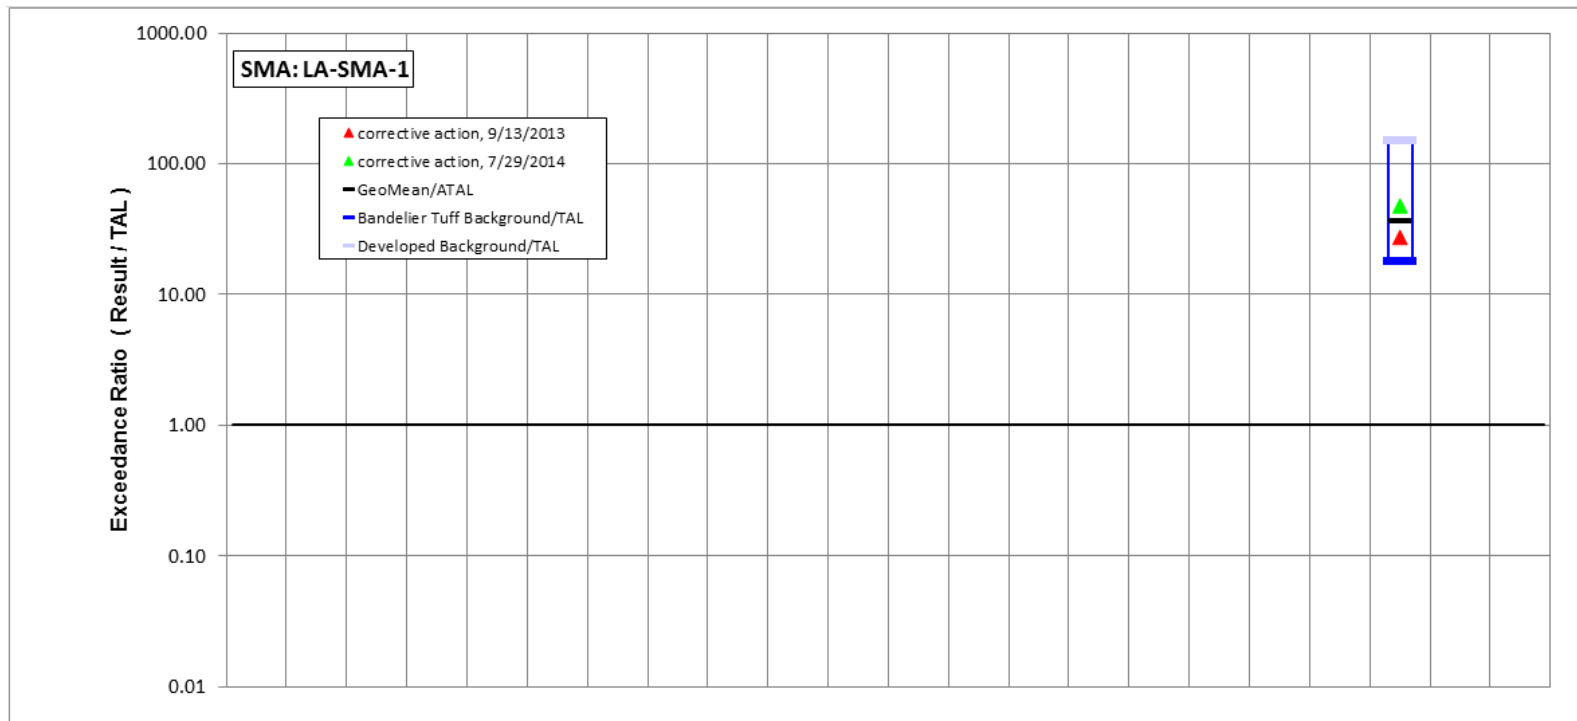 1000.00
SMA: LA-SMA-1
corrective action, 9/13/2013
corrective action, 7/29/2014
GeoMean/ATAL
Bandelier Tuff Background/TAL
Developed Background/TAL
100.00
10.00
1.00
0.10
0.01
Exceedance Ratio ( Result / TAL )